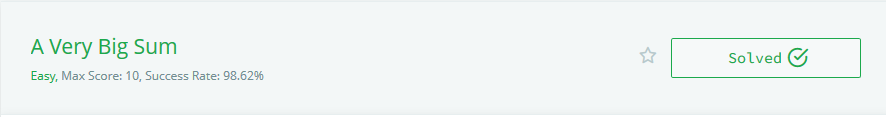 A Very Big Sum
Easy, Max Score: 10, Success Rate: 98.62%
Solved